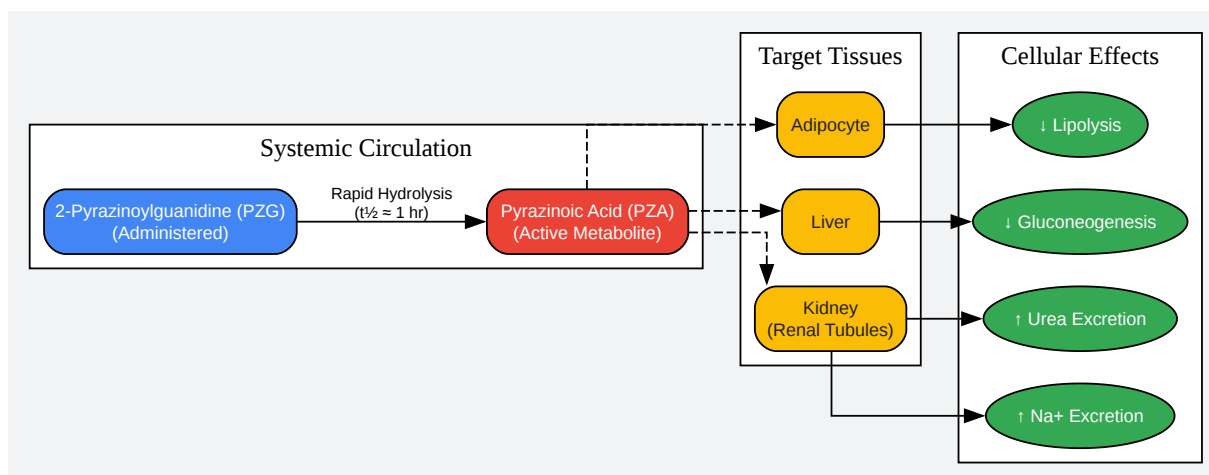 Systemic Circulation
2-Pyrazinoylguanidine (PZG)
(Administered)
Rapid Hydrolysis
(t½ ≈ 1 hr)
Pyrazinoic Acid (PZA)
(Active Metabolite)
Target Tissues
Adipocyte
Liver
Kidney
(Renal Tubules)
Cellular Effects
↓ Lipolysis
↓ Gluconeogenesis
↑ Urea Excretion
↑ Na+ Excretion